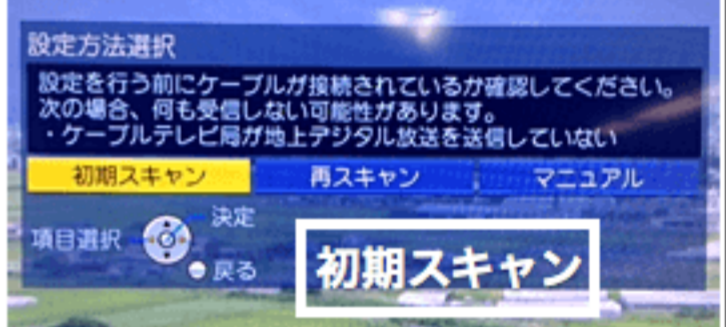 設定方法選択
設定を行う前にケーブルが接続されているか確認してください。
次の場合、何も受信しない可能性があります。
・ケーブルテレビ局が地上デジタル放送を送信していない
初期スキャン 再スキャン マニュアル
決定
項目選択
戻る
初期スキャン